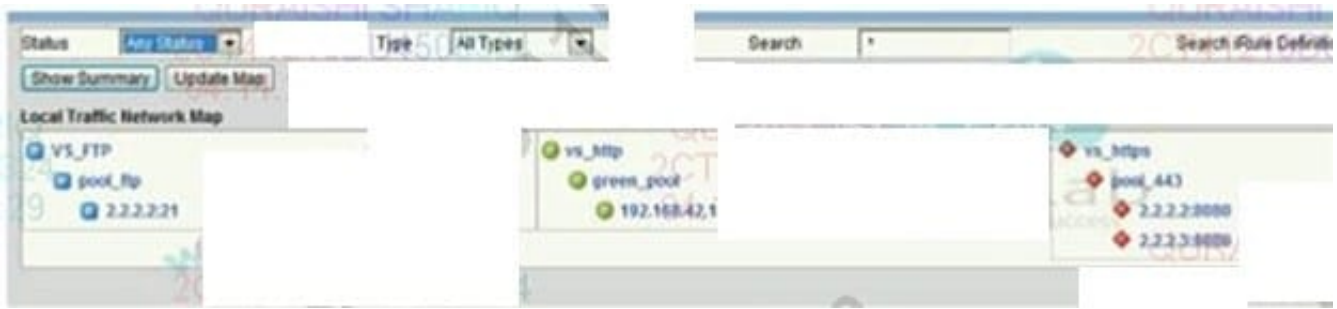 Status Any Status Type All Types Search * Search iRule Definitio
Show Summary Update Map
Local Traffic Network Map
VS_FTP
pool_ftp
2.2.2.2:21
vs_http
green_pool
192.168.42.1
vs_https
pool_443
2.2.2.2:8080
2.2.2.3:8080